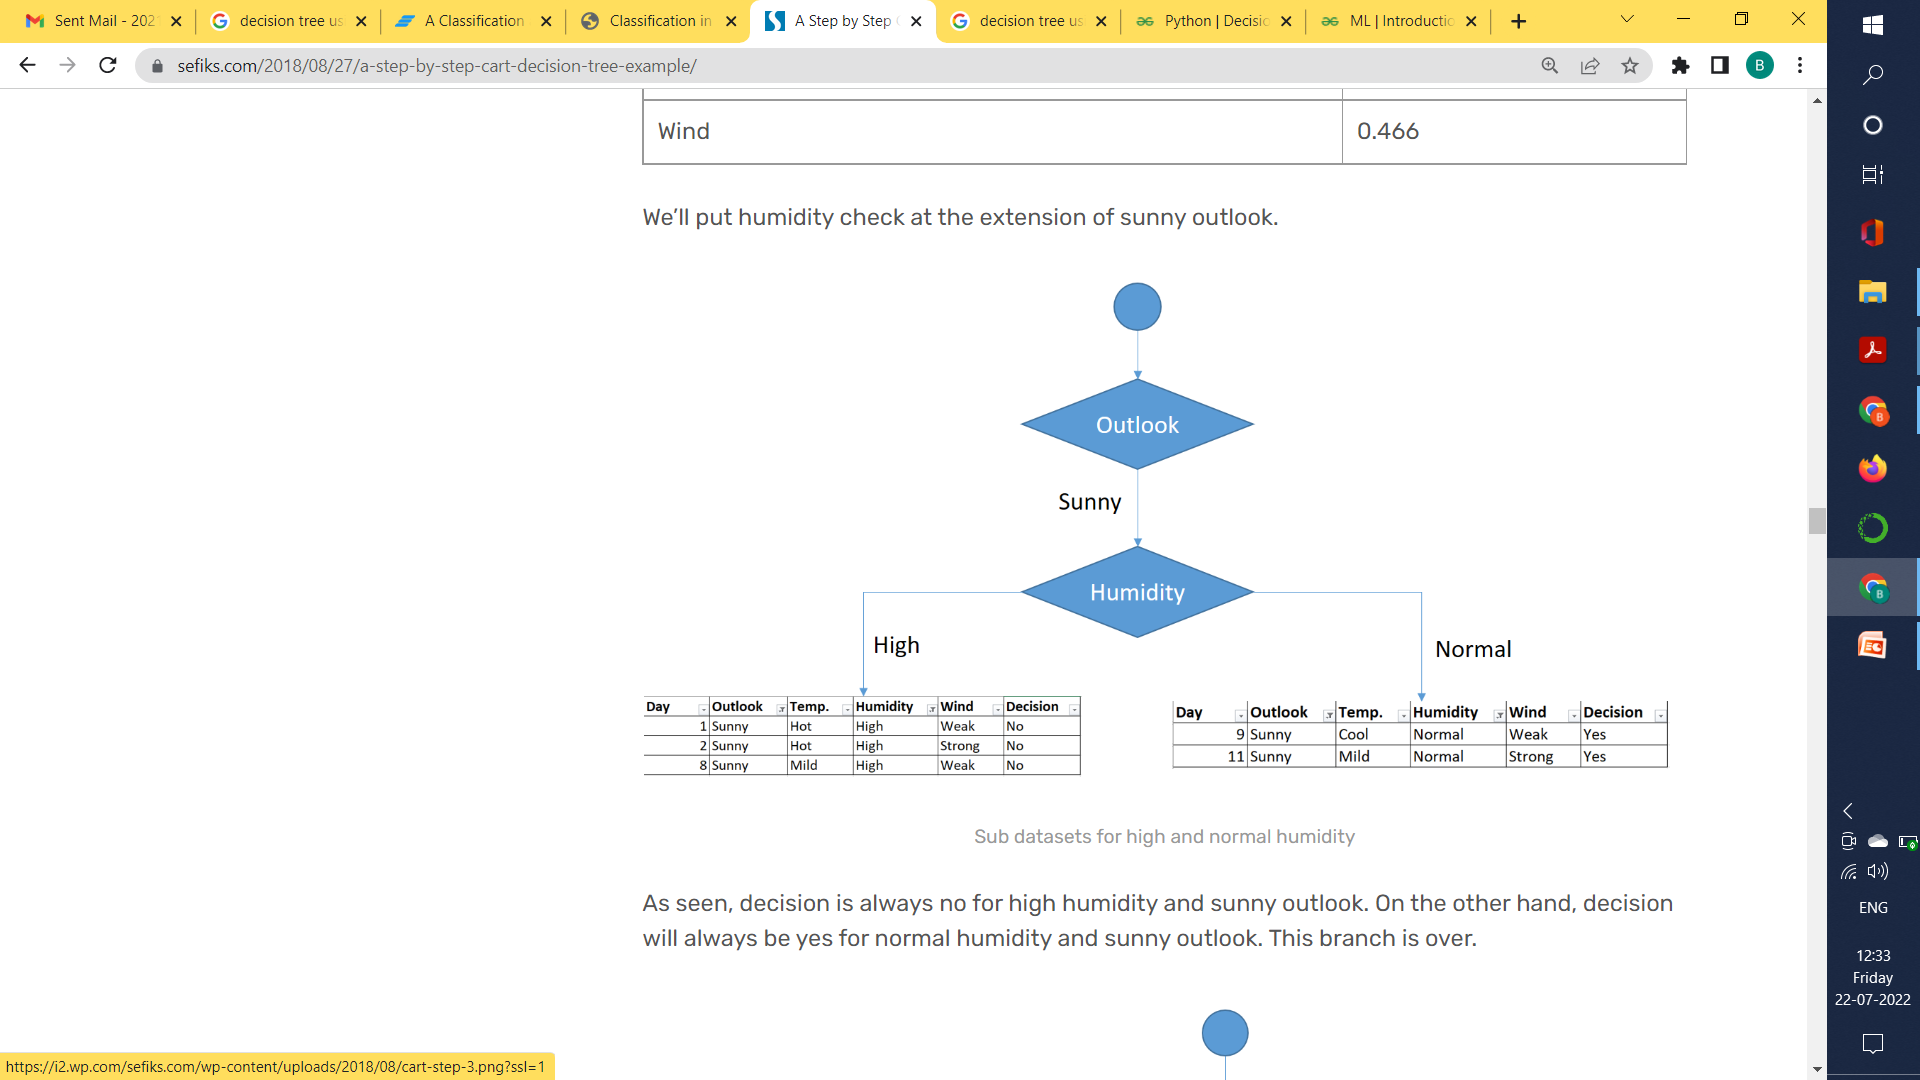 Sent Mail - 202
decision tree us
A Classification
Classification in
A Step by Step
decision tree us
Python | Decisio
ML | Introductio
sefiks.com/2018/08/27/a-step-by-step-cart-decision-tree-example/
B
Wind 0.466
We'll put humidity check at the extension of sunny outlook.
Outlook
Sunny
Humidity
High
Normal
Day Outlook Temp. Humidity Wind Decision
1 Sunny Hot High Weak No
2 Sunny Hot High Strong No
8 Sunny Mild High Weak No
Day Outlook Temp. Humidity Wind Decision
9 Sunny Cool Normal Weak Yes
11 Sunny Mild Normal Strong Yes
Sub datasets for high and normal humidity
As seen, decision is always no for high humidity and sunny outlook. On the other hand, decision
will always be yes for normal humidity and sunny outlook. This branch is over.
https://i2.wp.com/sefiks.com/wp-content/uploads/2018/08/cart-step-3.png?ssl=1
B
B
ENG
12:33
Friday
22-07-2022